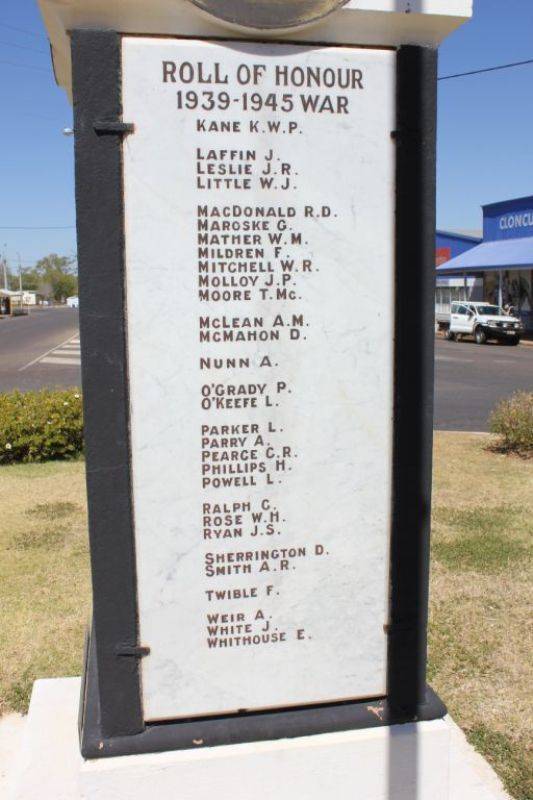 ROLL OF HONOUR
1939-1945 WAR
KANE K.W.P.
LAFFIN J.
LESLIE J.R.
LITTLE W.J.
MACDONALD R.D.
MAROSKE G.
MATHER W.M.
MILDREN F.
MITCHELL W.R.
MOLLOY J.P.
MOORE T.Mc.
McLEAN A.M.
McMAHON D.
NUNN A.
O'GRADY P.
O'KEEFE L.
PARKER L.
PARRY A.
PEARCE C.R.
PHILLIPS H.
POWELL L.
RALPH C.
ROSE W.H.
RYAN J.S.
SHERRINGTON D.
SMITH A.R.
TWIBLE F.
WEIR A.
WHITE J.
WHITHOUSE E.
CLONCU